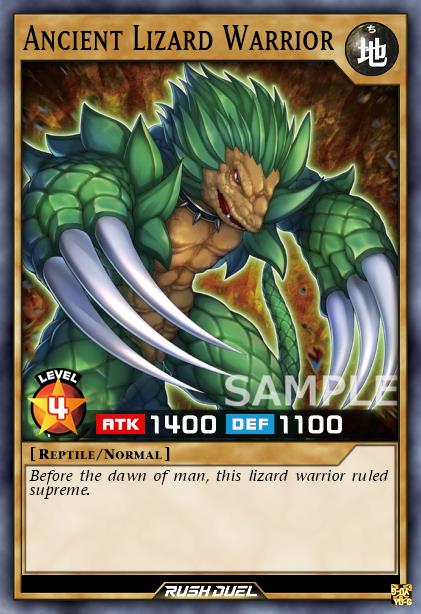 Ancient Lizard Warrior
ち
地
SAMPLE
LEVEL
4
ATK 1400 DEF 1100
[Reptile/Normal]
Before the dawn of man, this lizard warrior ruled
supreme.
RUSH DUEL